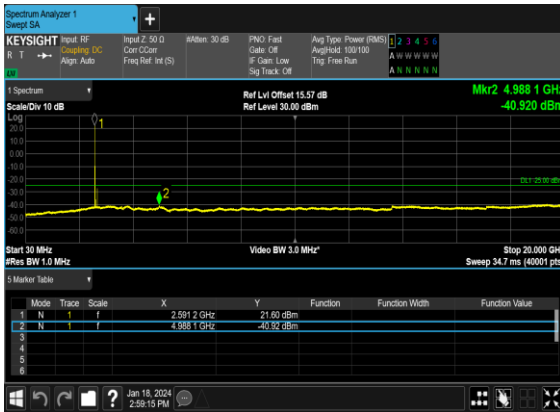 Spectrum Analyzer 1
Swept SA
+
KEYSIGHT
R T
Input: RF
Coupling: DC
Align: Auto
Input Z: 50 Ω
Corr CCorr
Freq Ref: Int (S)
#Atten: 30 dB
PNO: Fast
Gate: Off
IF Gain: Low
Sig Track: Off
Avg Type: Power (RMS)
Avg|Hold: 100/100
Trig: Free Run
1 2 3 4 5 6
A W W W W W
A N N N N N
1 Spectrum
Scale/Div 10 dB
Ref Lvl Offset 15.57 dB
Ref Level 30.00 dBm
Mkr2 4.988 1 GHz
-40.920 dBm
Log
20.0
10.0
0.00
-10.0
-20.0
-30.0
-40.0
-50.0
-60.0
1
2
DL1 -25.00 dBm
Start 30 MHz
#Res BW 1.0 MHz
Video BW 3.0 MHz*
Stop 20.000 GHz
Sweep 34.7 ms (40001 pts)
5 Marker Table
Mode Trace Scale X Y Function Function Width Function Value
1 N 1 f 2.591 2 GHz 21.60 dBm
2 N 1 f 4.988 1 GHz -40.92 dBm
3
4
5
6
?
Jan 18, 2024
2:59:15 PM